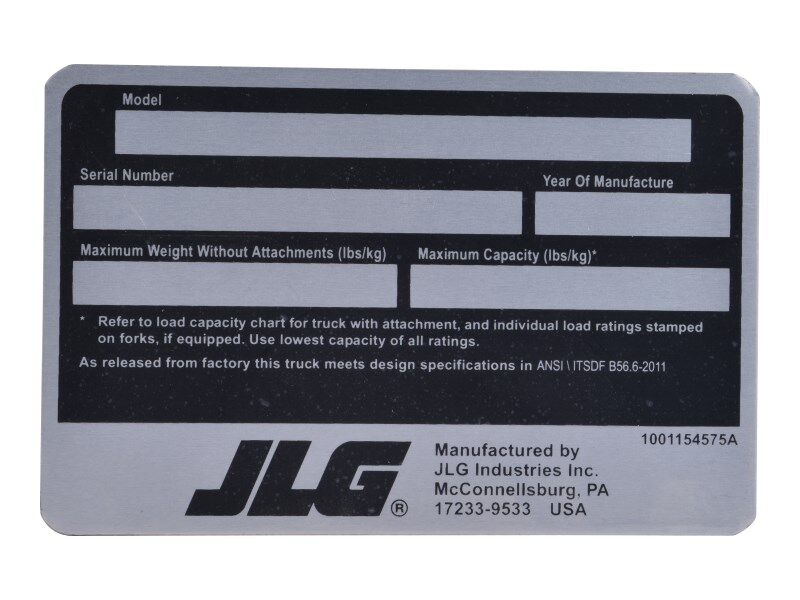 Model
Serial Number
Year Of Manufacture
Maximum Weight Without Attachments (lbs/kg)
Maximum Capacity (lbs/kg)*
* Refer to load capacity chart for truck with attachment, and individual load ratings stamped
on forks, if equipped. Use lowest capacity of all ratings.
As released from factory this truck meets design specifications in ANSI \ ITSDF B56.6-2011
1001154575A
JLG®
Manufactured by
JLG Industries Inc.
McConnellsburg, PA
17233-9533 USA